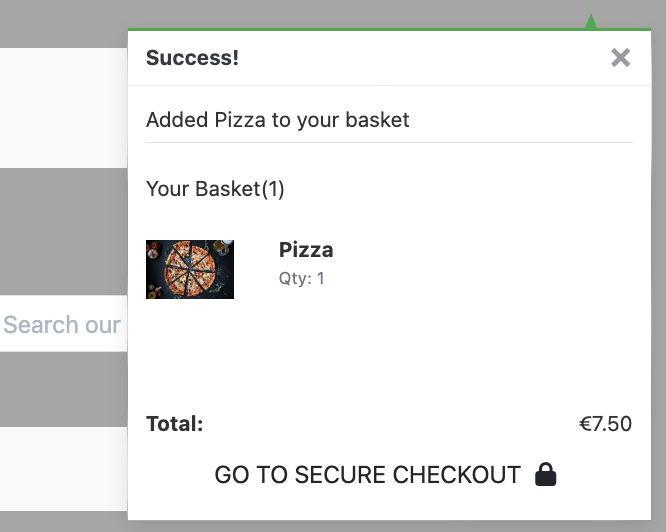 Success!
Added Pizza to your basket
Your Basket(1)
Pizza
Qty: 1
Search our
Total:
€7.50
GO TO SECURE CHECKOUT